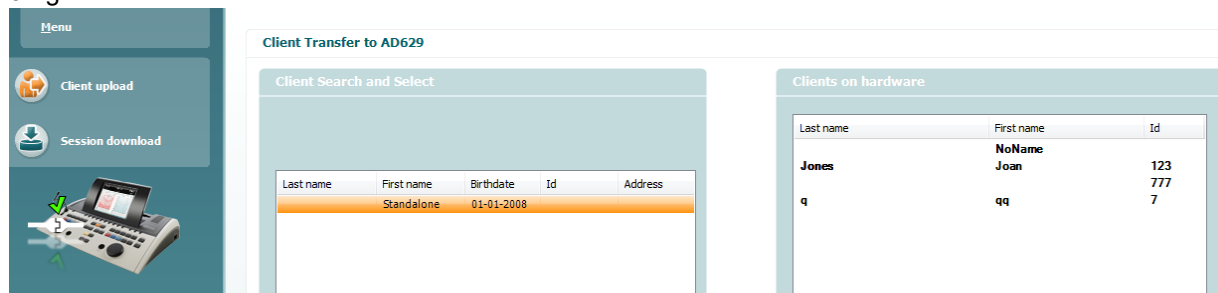 Menu
Client upload
Session download
Client Transfer to AD629
Client Search and Select
Last name First name Birthdate Id Address
Standalone 01-01-2008
Clients on hardware
Last name First name Id
NoName
Jones Joan 123
777
q qq 7